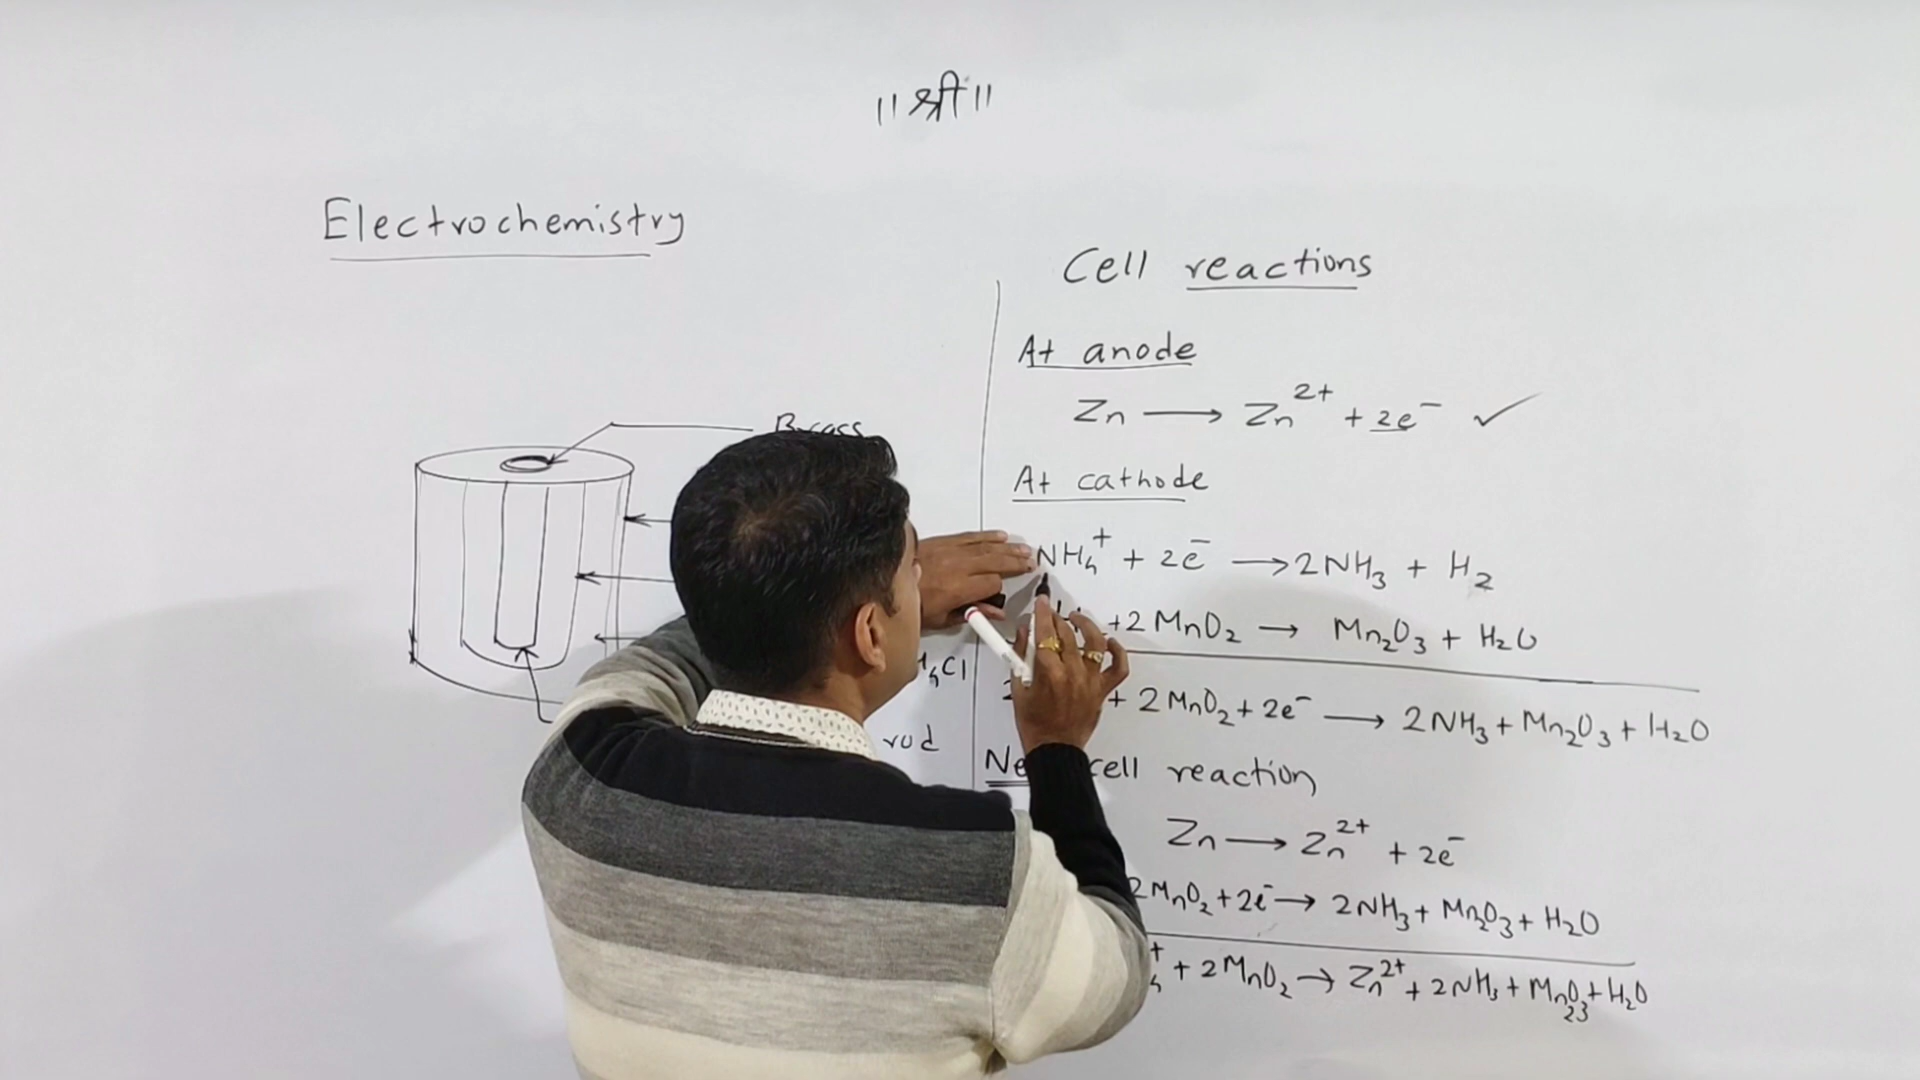 ॥ श्री ॥
Electrochemistry
Brass
rod
Cell reactions
At anode
Zn ⟶ Zn²⁺ + 2e⁻ ✓
At cathode
NH₄⁺ + 2e⁻ ⟶ 2NH₃ + H₂
+2MnO₂ → Mn₂O₃ + H₂O
+ 2MnO₂ + 2e⁻ ⟶ 2NH₃ + Mn₂O₃ + H₂O
cell reaction
Zn ⟶ Zn²⁺ + 2e⁻
2MnO₂ + 2e⁻ → 2NH₃ + Mn₂O₃ + H₂O
+ 2MnO₂ → Zn²⁺ + 2NH₃ + Mn₂O₃ + H₂O